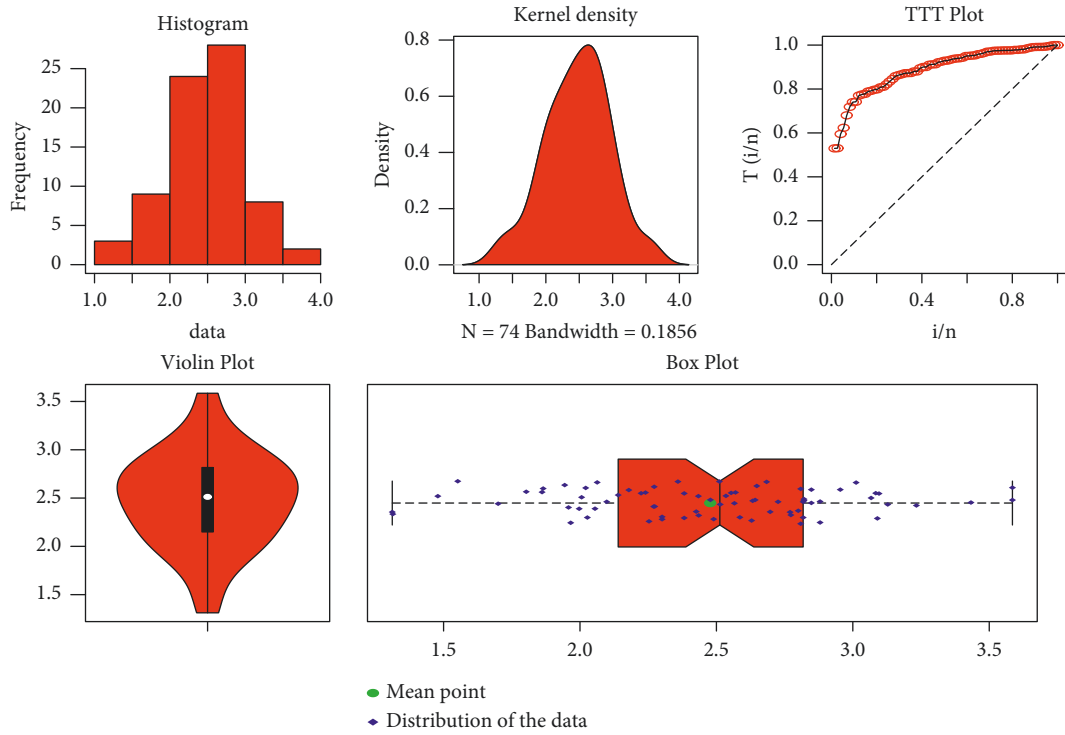 Histogram
Frequency
25
20
15
10
5
0
1.0 2.0 3.0 4.0
data
Kernel density
Density
0.8
0.4
0.0
1.0 2.0 3.0 4.0
N = 74 Bandwidth = 0.1856
TTT Plot
T (i/n)
1.0
0.8
0.6
0.4
0.2
0.0
0.0 0.4 0.8
i/n
Violin Plot
3.5
3.0
2.5
2.0
1.5
Box Plot
1.5 2.0 2.5 3.0 3.5
Mean point
Distribution of the data